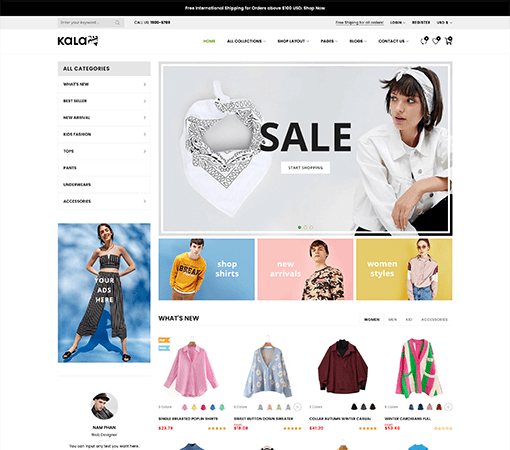 Free International Shipping for Orders above $100 USD. Shop Now
Enter your keyword...
CALL US 1900-6789
Free Shipping for all orders!
LOGIN
REGISTER
USD $
KALA
HOME
ALL COLLECTIONS
SHOP LAYOUT
PAGES
BLOGS
CONTACT US
ALL CATEGORIES
WHAT'S NEW
BEST SELLER
NEW ARRIVAL
KIDS FASHION
TOPS
PANTS
UNDERWEARS
ACCESSORIES
SALE
START SHOPPING
YOUR
ADS
HERE
BREAK
shop
shirts
new
arrivals
women
styles
WHAT'S NEW
WOMEN
MEN
KID
ACCESSORIES
SINGLE BREASTED POPLIN SHIRTS
$23.78
SWEET BUTTON DOWN SWEATER
$18.08
COLLAR AUTUMN WINTER CASUAL
$41.20
WINTER CARDIGANS FALL
$53.60
NAM PHAN
Web Designer
You can input any text you want here